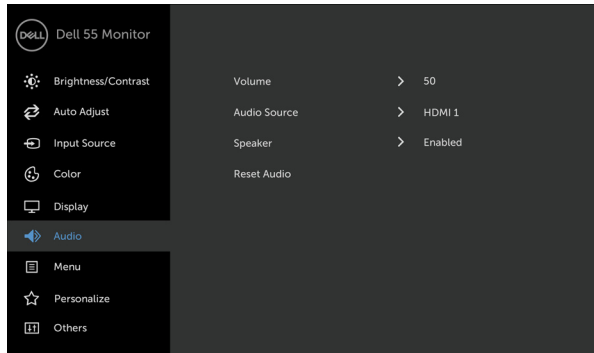 DELL Dell 55 Monitor
Brightness/Contrast
Auto Adjust
Input Source
Color
Display
Audio
Menu
Personalize
Others
Volume 50
Audio Source HDMI 1
Speaker Enabled
Reset Audio